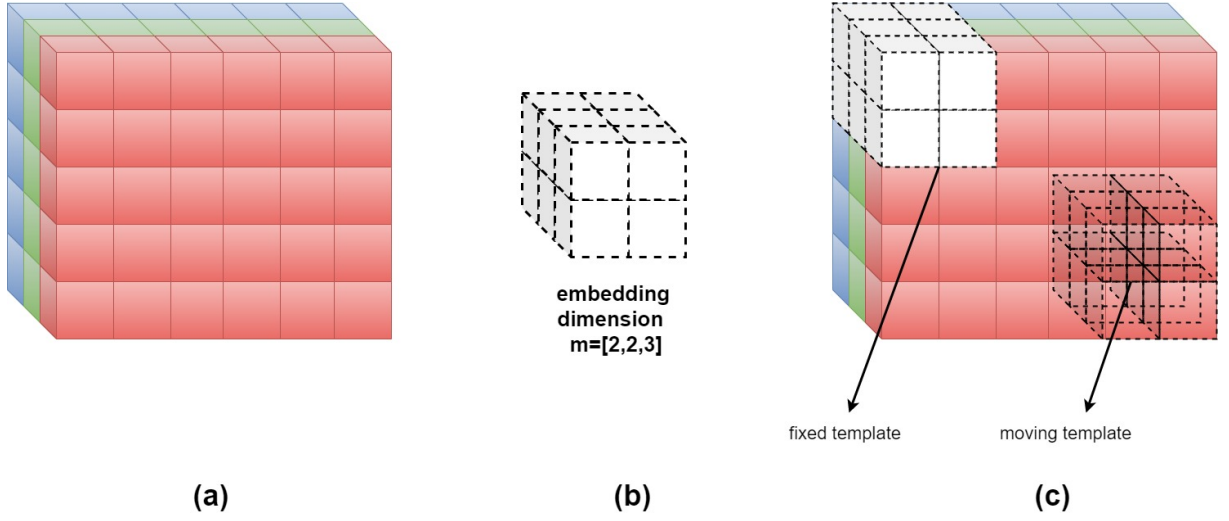 embedding
dimension
m=[2,2,3]
fixed template
moving template
(a)
(b)
(c)